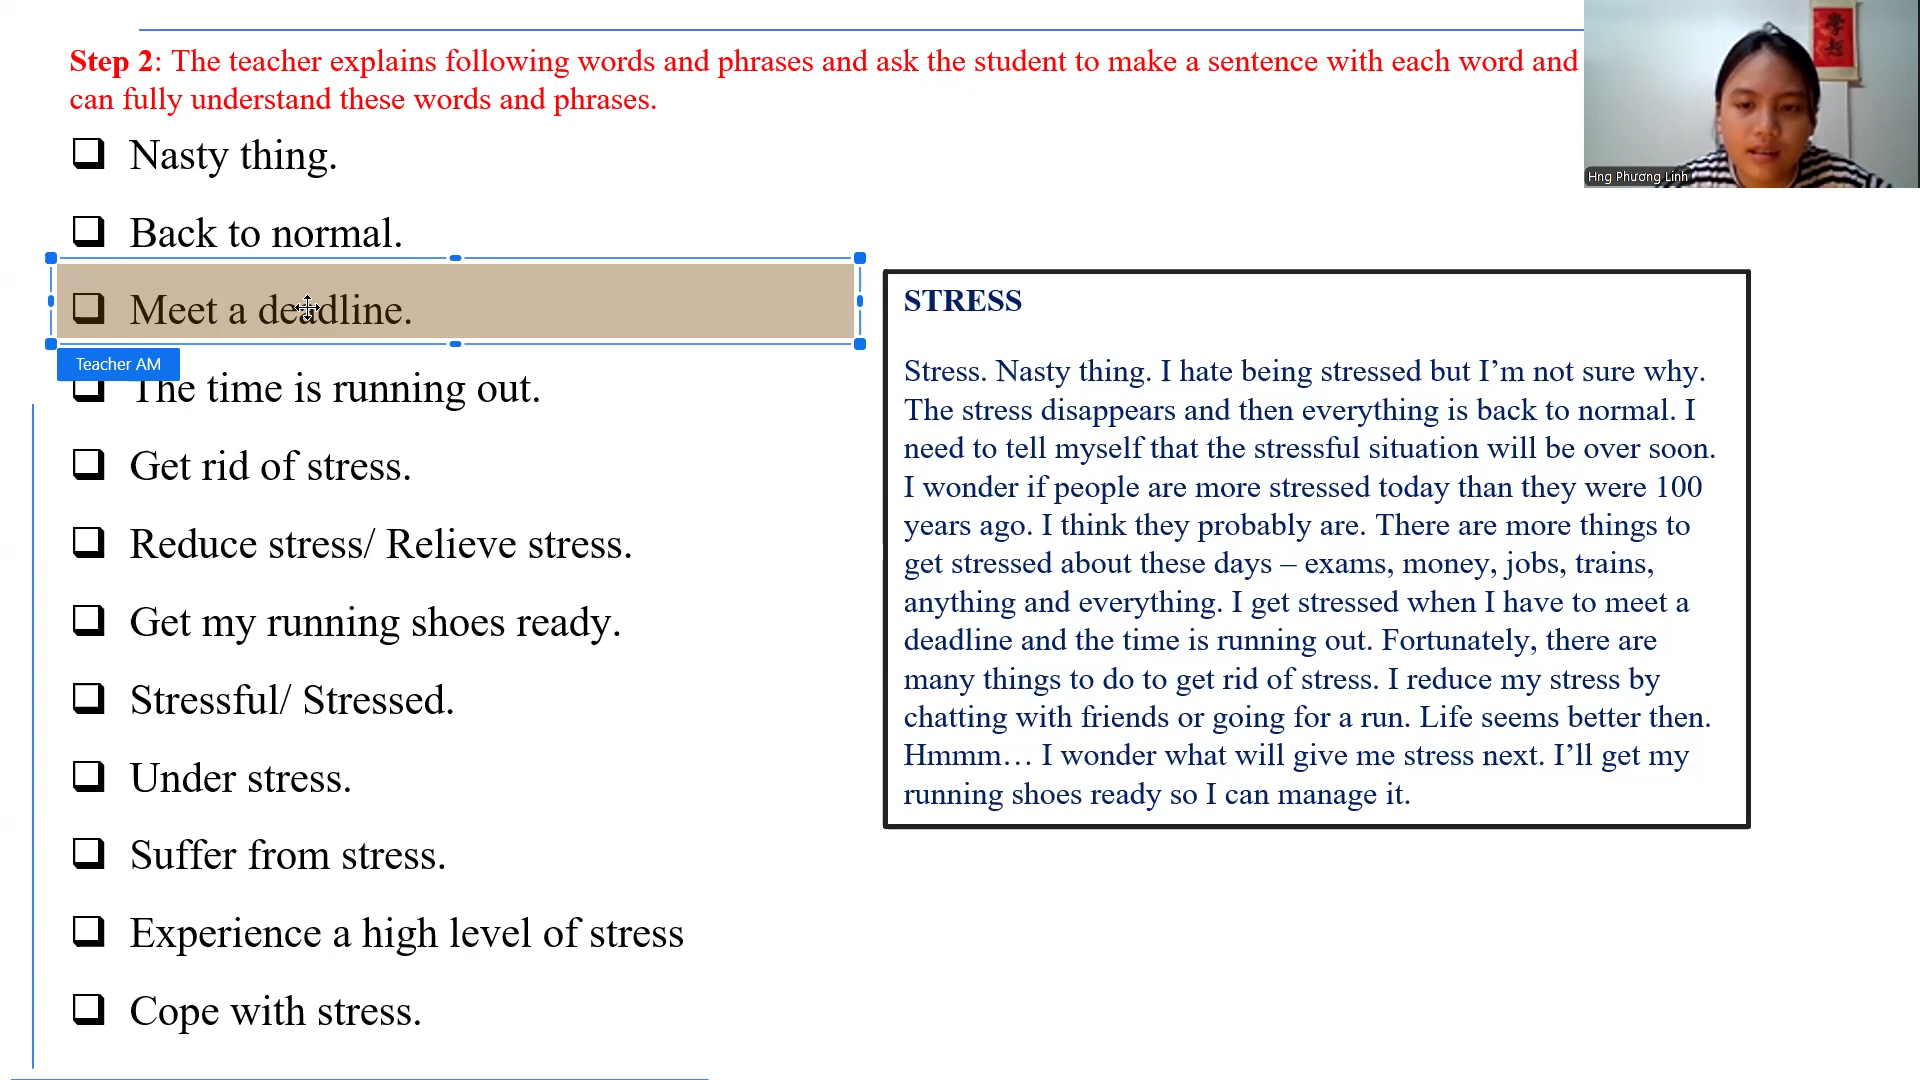 Step 2: The teacher explains following words and phrases and ask the student to make a sentence with each word and
can fully understand these words and phrases.
Nasty thing.
Back to normal.
Meet a deadline.
Teacher AM
The time is running out.
Get rid of stress.
Reduce stress/ Relieve stress.
Get my running shoes ready.
Stressful/ Stressed.
Under stress.
Suffer from stress.
Experience a high level of stress
Cope with stress.
STRESS
Stress. Nasty thing. I hate being stressed but I’m not sure why.
The stress disappears and then everything is back to normal. I
need to tell myself that the stressful situation will be over soon.
I wonder if people are more stressed today than they were 100
years ago. I think they probably are. There are more things to
get stressed about these days – exams, money, jobs, trains,
anything and everything. I get stressed when I have to meet a
deadline and the time is running out. Fortunately, there are
many things to do to get rid of stress. I reduce my stress by
chatting with friends or going for a run. Life seems better then.
Hmmm… I wonder what will give me stress next. I’ll get my
running shoes ready so I can manage it.
Hng Phương Linh